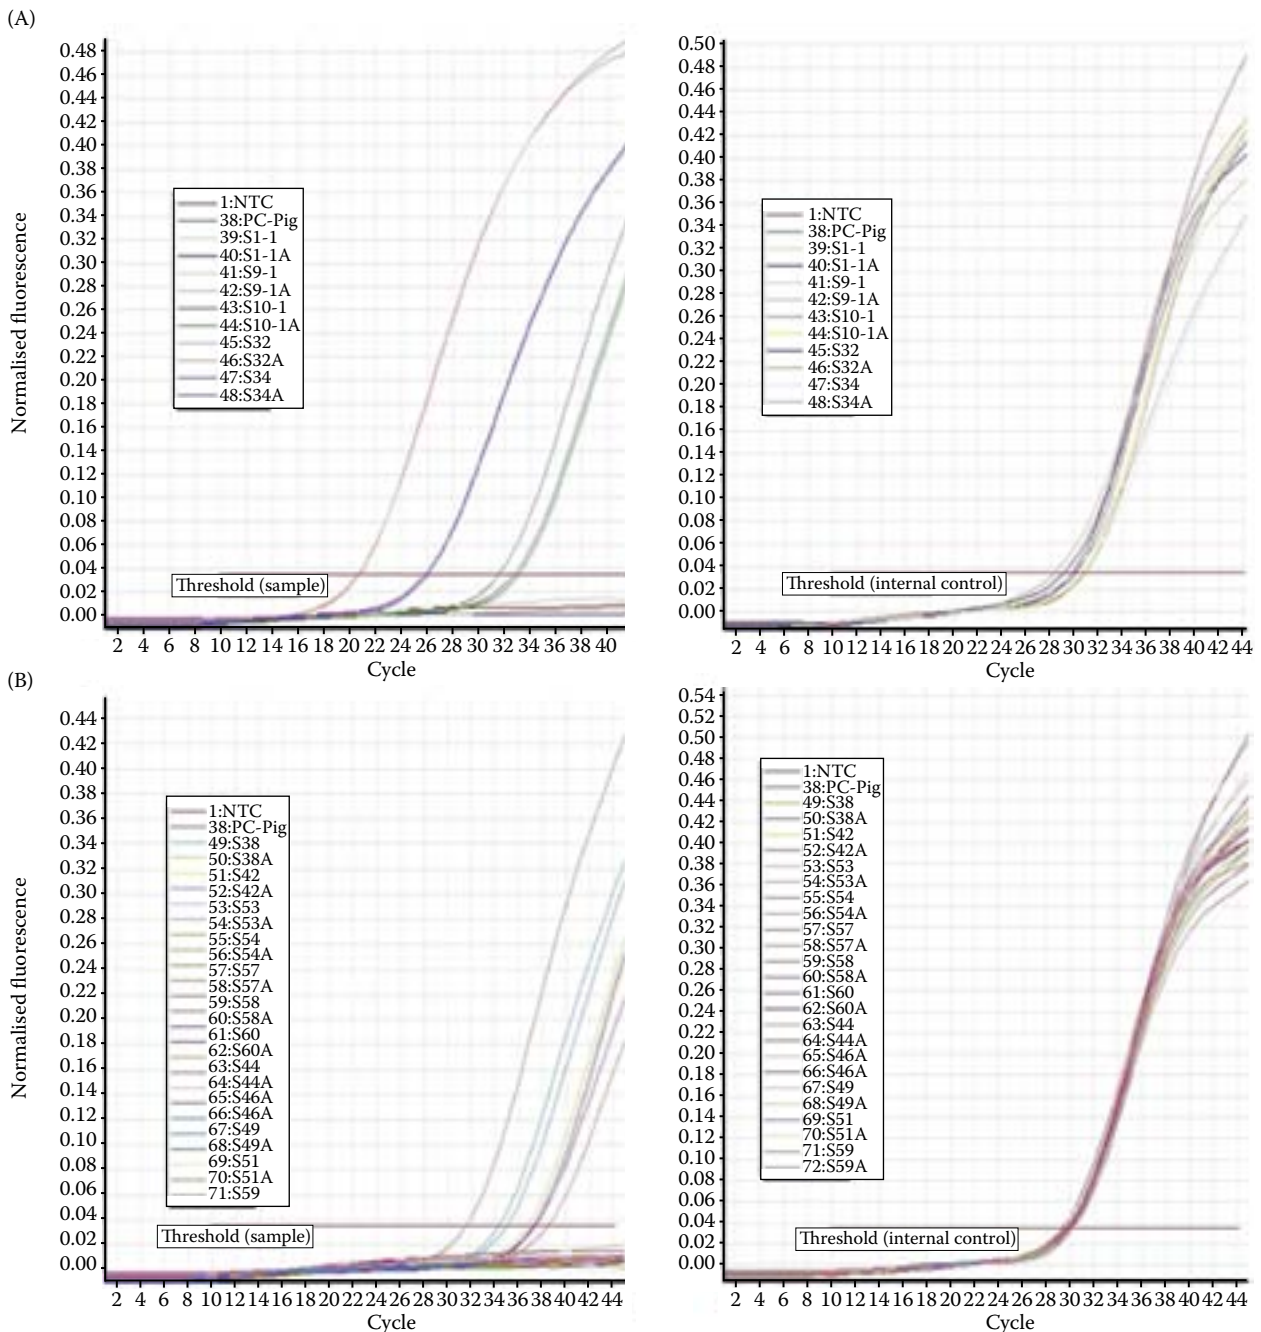 (A)
Normalised fluorescence
0.48
0.46
0.44
0.42
0.40
0.38
0.36
0.34
0.32
0.30
0.28
0.26
0.24
0.22
0.20
0.18
0.16
0.14
0.12
0.10
0.08
0.06
0.04
0.02
0.00
1:NTC
38:PC-Pig
39:S1-1
40:S1-1A
41:S9-1
42:S9-1A
43:S10-1
44:S10-1A
45:S32
46:S32A
47:S34
48:S34A
Threshold (sample)
2 4 6 8 10 12 14 16 18 20 22 24 26 28 30 32 34 36 38 40
Cycle
0.50
0.48
0.46
0.44
0.42
0.40
0.38
0.36
0.34
0.32
0.30
0.28
0.26
0.24
0.22
0.20
0.18
0.16
0.14
0.12
0.10
0.08
0.06
0.04
0.02
0.00
1:NTC
38:PC-Pig
39:S1-1
40:S1-1A
41:S9-1
42:S9-1A
43:S10-1
44:S10-1A
45:S32
46:S32A
47:S34
48:S34A
Threshold (internal control)
2 4 6 8 10 12 14 16 18 20 22 24 26 28 30 32 34 36 38 40 42 44
Cycle
(B)
Normalised fluorescence
0.44
0.42
0.40
0.38
0.36
0.34
0.32
0.30
0.28
0.26
0.24
0.22
0.20
0.18
0.16
0.14
0.12
0.10
0.08
0.06
0.04
0.02
0.00
1:NTC
38:PC-Pig
49:S38
50:S38A
51:S42
52:S42A
53:S53
54:S53A
55:S54
56:S54A
57:S57
58:S57A
59:S58
60:S58A
61:S60
62:S60A
63:S44
64:S44A
65:S46A
66:S46A
67:S49
68:S49A
69:S51
70:S51A
71:S59
Threshold (sample)
2 4 6 8 10 12 14 16 18 20 22 24 26 28 30 32 34 36 38 40 42 44
Cycle
0.54
0.52
0.50
0.48
0.46
0.44
0.42
0.40
0.38
0.36
0.34
0.32
0.30
0.28
0.26
0.24
0.22
0.20
0.18
0.16
0.14
0.12
0.10
0.08
0.06
0.04
0.02
0.00
1:NTC
38:PC-Pig
49:S38
50:S38A
51:S42
52:S42A
53:S53
54:S53A
55:S54
56:S54A
57:S57
58:S57A
59:S58
60:S58A
61:S60
62:S60A
63:S44
64:S44A
65:S46A
66:S46A
67:S49
68:S49A
69:S51
70:S51A
71:S59
72:S59A
Threshold (internal control)
2 4 6 8 10 12 14 16 18 20 22 24 26 28 30 32 34 36 38 40 42 44
Cycle